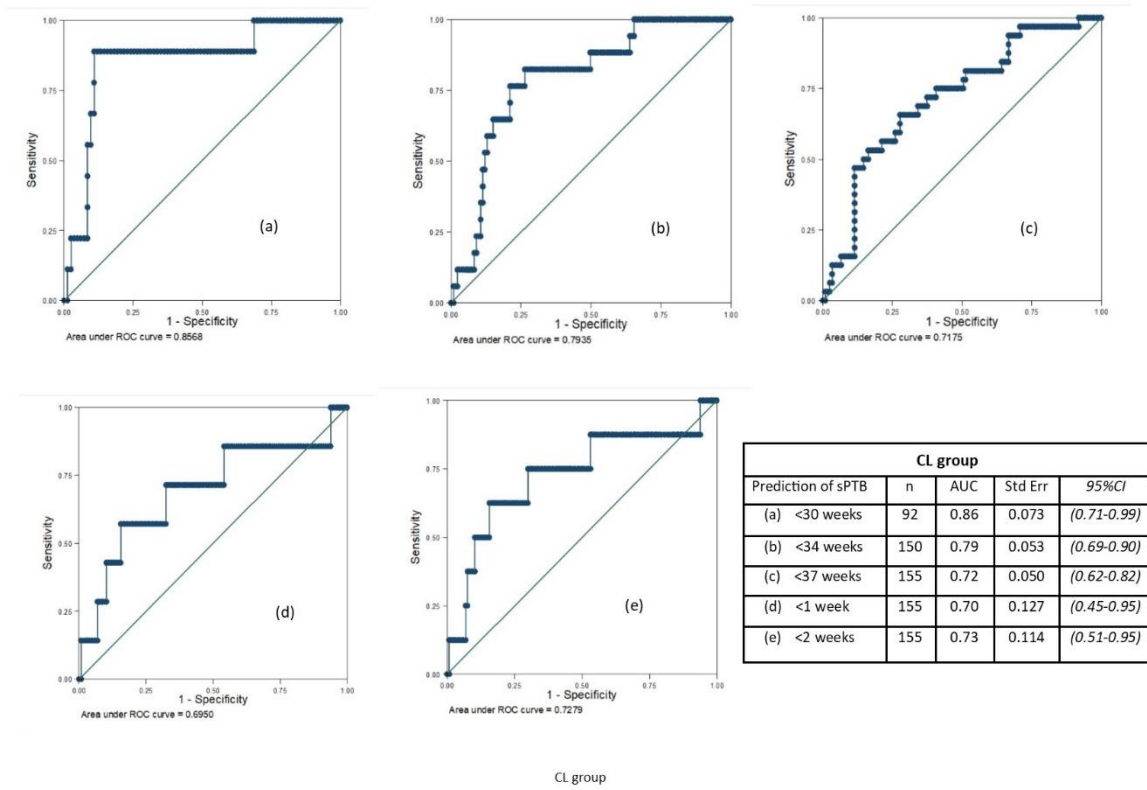 1.00
0.75
Sensitivity
0.50
0.25
0.00
(a)
0.00 0.25 0.50 0.75 1.00
1 - Specificity
Area under ROC curve = 0.8568
1.00
0.75
Sensitivity
0.50
0.25
0.00
(b)
0.00 0.25 0.50 0.75 1.00
1 - Specificity
Area under ROC curve = 0.7935
1.00
0.75
Sensitivity
0.50
0.25
0.00
(c)
0.00 0.25 0.50 0.75 1.00
1 - Specificity
Area under ROC curve = 0.7175
1.00
0.75
Sensitivity
0.50
0.25
0.00
(d)
0.00 0.25 0.50 0.75 1.00
1 - Specificity
Area under ROC curve = 0.6950
1.00
0.75
Sensitivity
0.50
0.25
0.00
(e)
0.00 0.25 0.50 0.75 1.00
1 - Specificity
Area under ROC curve = 0.7279
CL group
Prediction of sPTB n AUC Std Err 95%CI
(a) <30 weeks 92 0.86 0.073 (0.71-0.99)
(b) <34 weeks 150 0.79 0.053 (0.69-0.90)
(c) <37 weeks 155 0.72 0.050 (0.62-0.82)
(d) <1 week 155 0.70 0.127 (0.45-0.95)
(e) <2 weeks 155 0.73 0.114 (0.51-0.95)
CL group